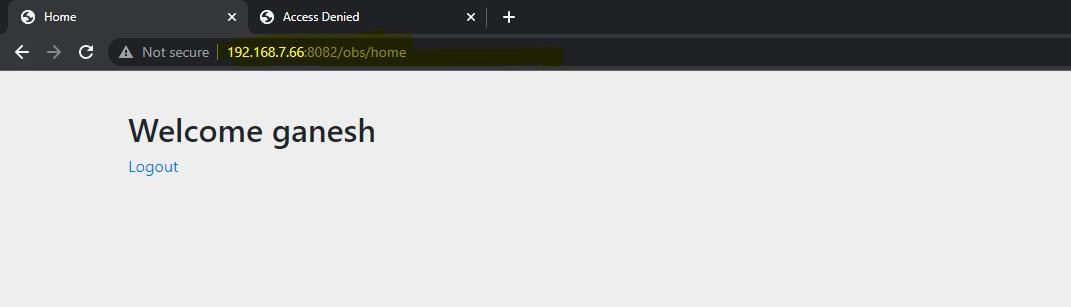 Home
Access Denied
Not secure
192.168.7.66:8082/obs/home
Welcome ganesh
Logout